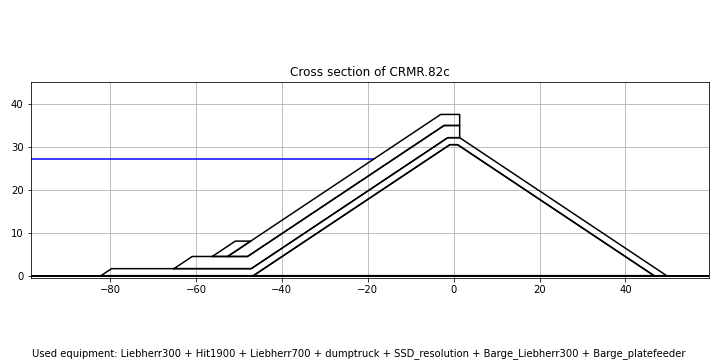 Cross section of CRMR.82c
40
30
20
10
0
−80 −60 −40 −20 0 20 40
Used equipment: Liebherr300 + Hit1900 + Liebherr700 + dumptruck + SSD_resolution + Barge_Liebherr300 + Barge_platefeeder